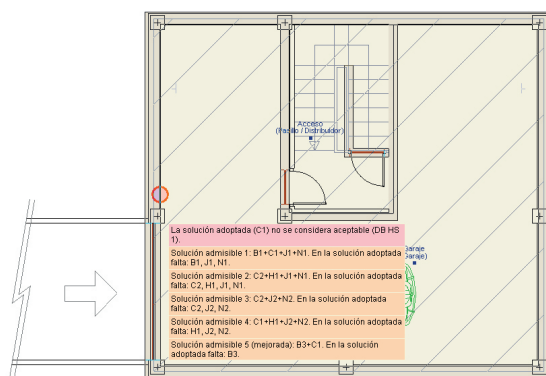 Acceso
(Pasillo / Distribuidor)
La solución adoptada (C1) no se considera aceptable (DB HS
1).
Solución admisible 1: B1+C1+J1+N1. En la solución adoptada
falta: B1, J1, N1.
Solución admisible 2: C2+H1+J1+N1. En la solución adoptada
falta: C2, H1, J1, N1.
Solución admisible 3: C2+J2+N2. En la solución adoptada
falta: C2, J2, N2.
Solución admisible 4: C1+H1+J2+N2. En la solución adoptada
falta: H1, J2, N2.
Solución admisible 5 (mejorada): B3+C1. En la solución
adoptada falta: B3.